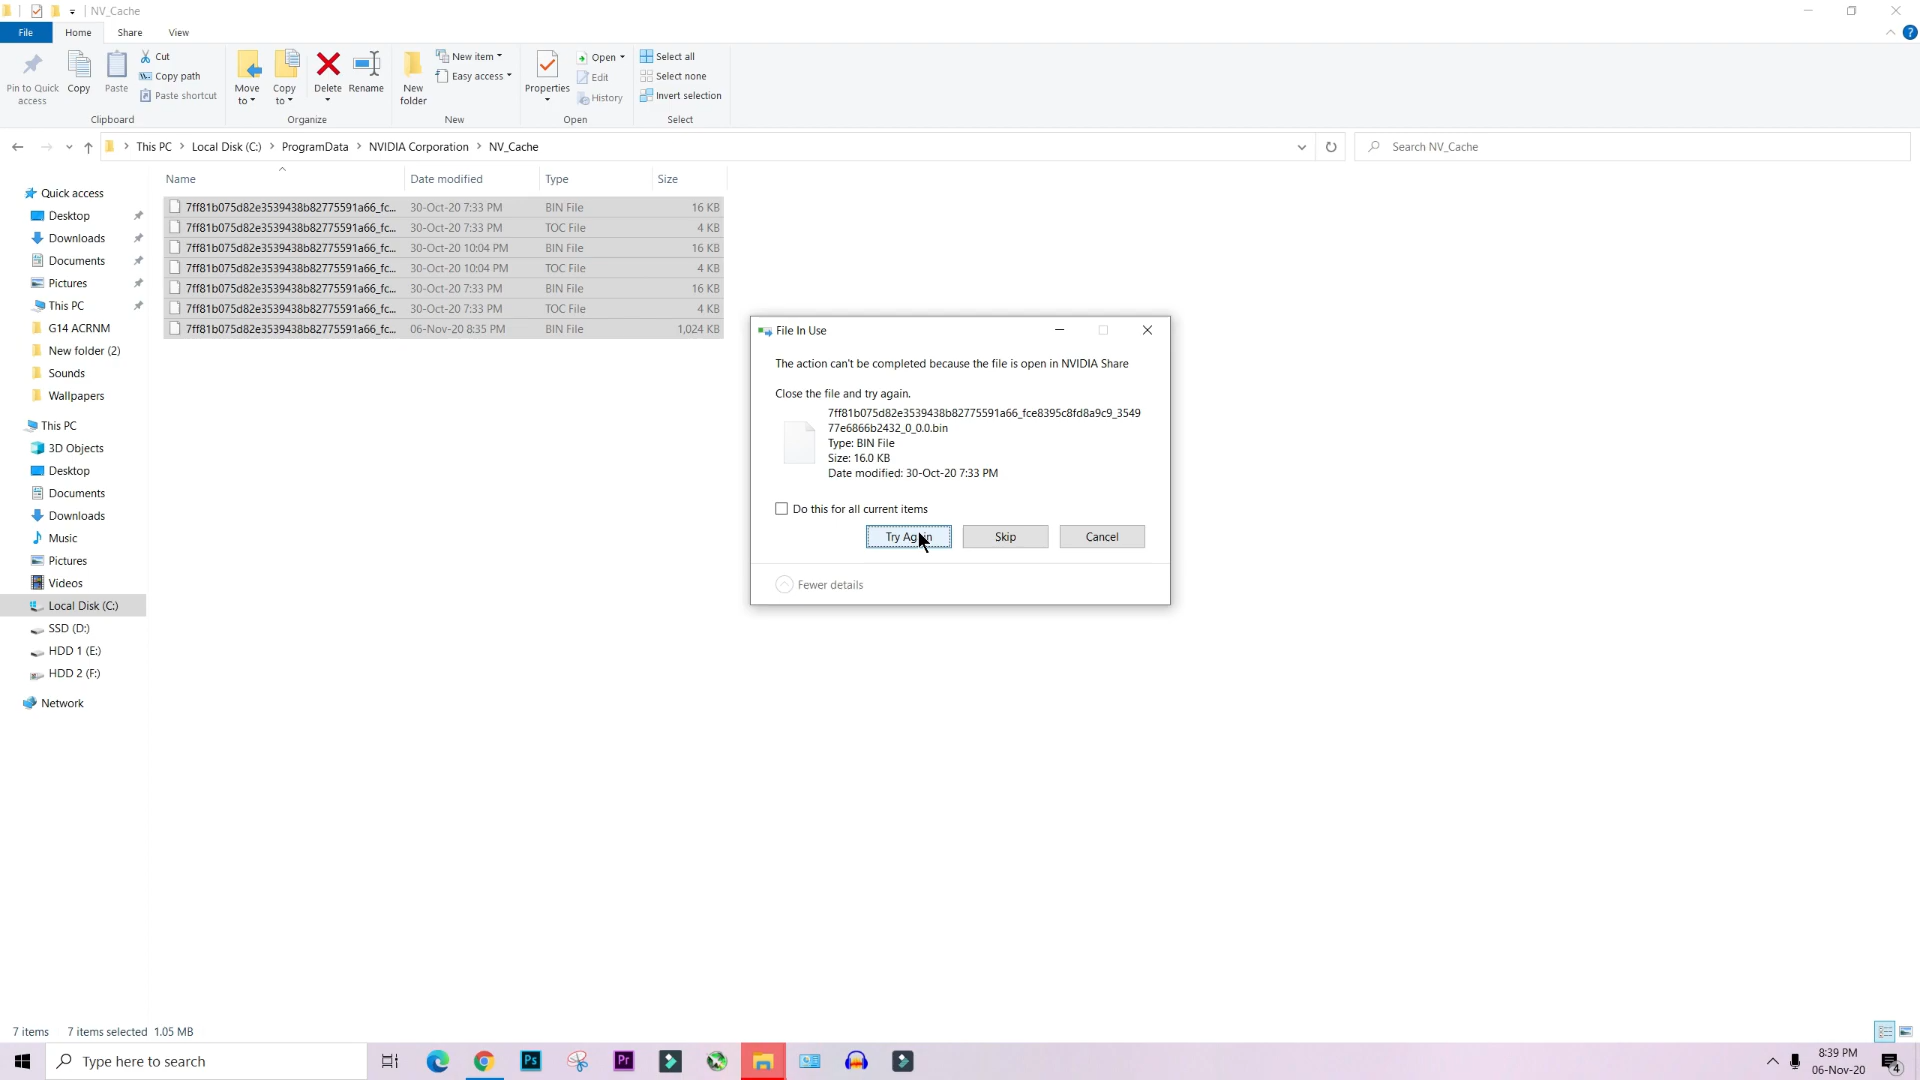 NV_Cache
File Home Share View
Pin to Quick access
Copy
Paste
Cut
Copy path
Paste shortcut
Clipboard
Move to
Copy to
Delete
Rename
Organize
New folder
New item
Easy access
New
Properties
Open
Edit
History
Open
Select all
Select none
Invert selection
Select
This PC > Local Disk (C:) > ProgramData > NVIDIA Corporation > NV_Cache
Search NV_Cache
Name Date modified Type Size
7ff81b075d82e3539438b82775591a66_fc... 30-Oct-20 7:33 PM BIN File 16 KB
7ff81b075d82e3539438b82775591a66_fc... 30-Oct-20 7:33 PM TOC File 4 KB
7ff81b075d82e3539438b82775591a66_fc... 30-Oct-20 10:04 PM BIN File 16 KB
7ff81b075d82e3539438b82775591a66_fc... 30-Oct-20 10:04 PM TOC File 4 KB
7ff81b075d82e3539438b82775591a66_fc... 30-Oct-20 7:33 PM BIN File 16 KB
7ff81b075d82e3539438b82775591a66_fc... 30-Oct-20 7:33 PM TOC File 4 KB
7ff81b075d82e3539438b82775591a66_fc... 06-Nov-20 8:35 PM BIN File 1,024 KB
Quick access
Desktop
Downloads
Documents
Pictures
This PC
G14 ACRNM
New folder (2)
Sounds
Wallpapers
This PC
3D Objects
Desktop
Documents
Downloads
Music
Pictures
Videos
Local Disk (C:)
SSD (D:)
HDD 1 (E:)
HDD 2 (F:)
Network
File In Use
The action can't be completed because the file is open in NVIDIA Share
Close the file and try again.
7ff81b075d82e3539438b82775591a66_fce8395c8fd8a9c9_3549
77e6866b2432_0_0.0.bin
Type: BIN File
Size: 16.0 KB
Date modified: 30-Oct-20 7:33 PM
Do this for all current items
Try Again Skip Cancel
Fewer details
7 items 7 items selected 1.05 MB
Type here to search
Ps
Pr
8:39 PM
06-Nov-20
4